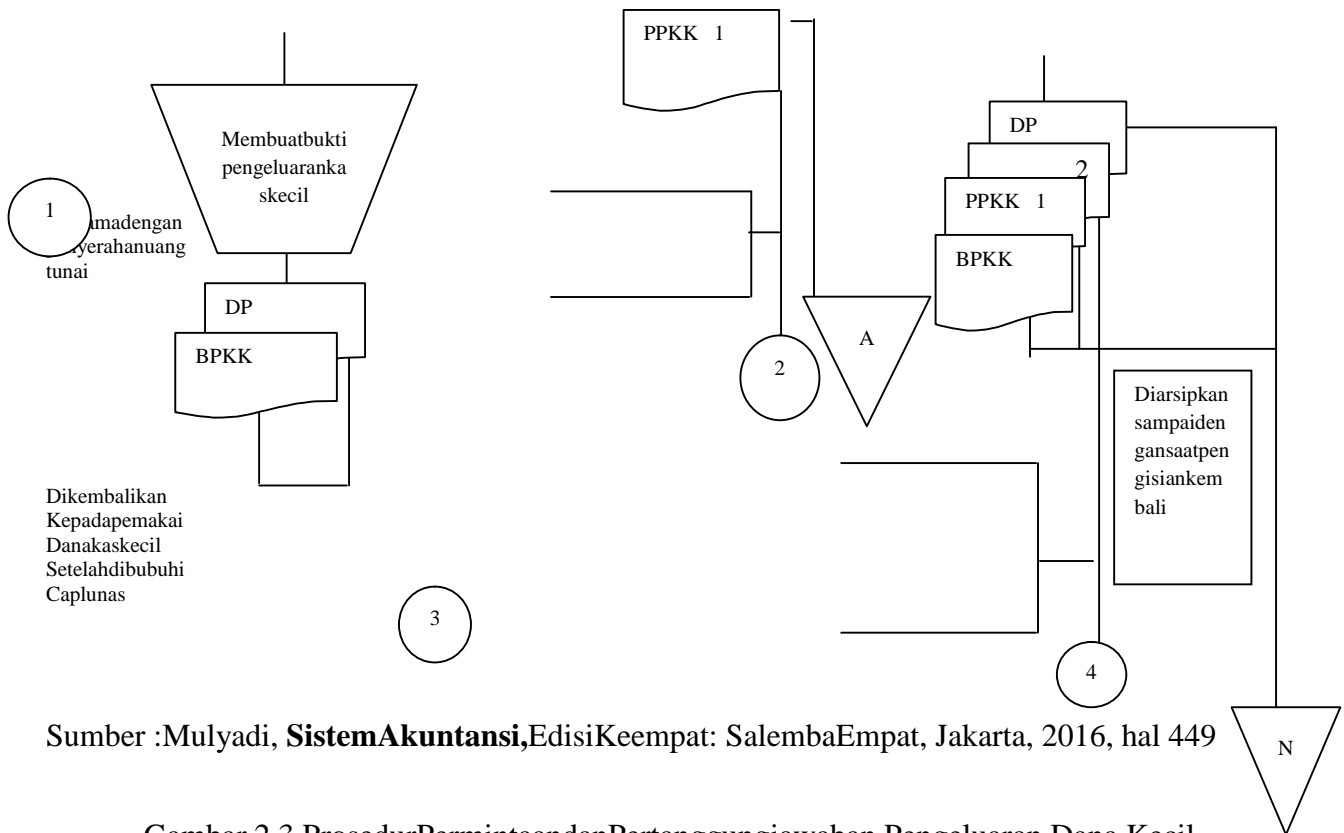 PPKK 1
DP
2
PPKK 1
BPKK
Membuatbukti
pengeluaranka
skecil
1
tunai
DP
BPKK
2
A
Diarsipkan
sampaiden
gansaatpen
gisiankem
bali
Dikembalikan
Kepadapemakai
Danakaskecil
Setelahdibubuhi
Caplunas
3
4
Sumber :Mulyadi, SistemAkuntansi,EdisiKeempat: SalembaEmpat, Jakarta, 2016, hal 449
N
Gambar 2.3 ProsedurPermintaandanPertanggungjawaban Pengeluaran Dana Kecil